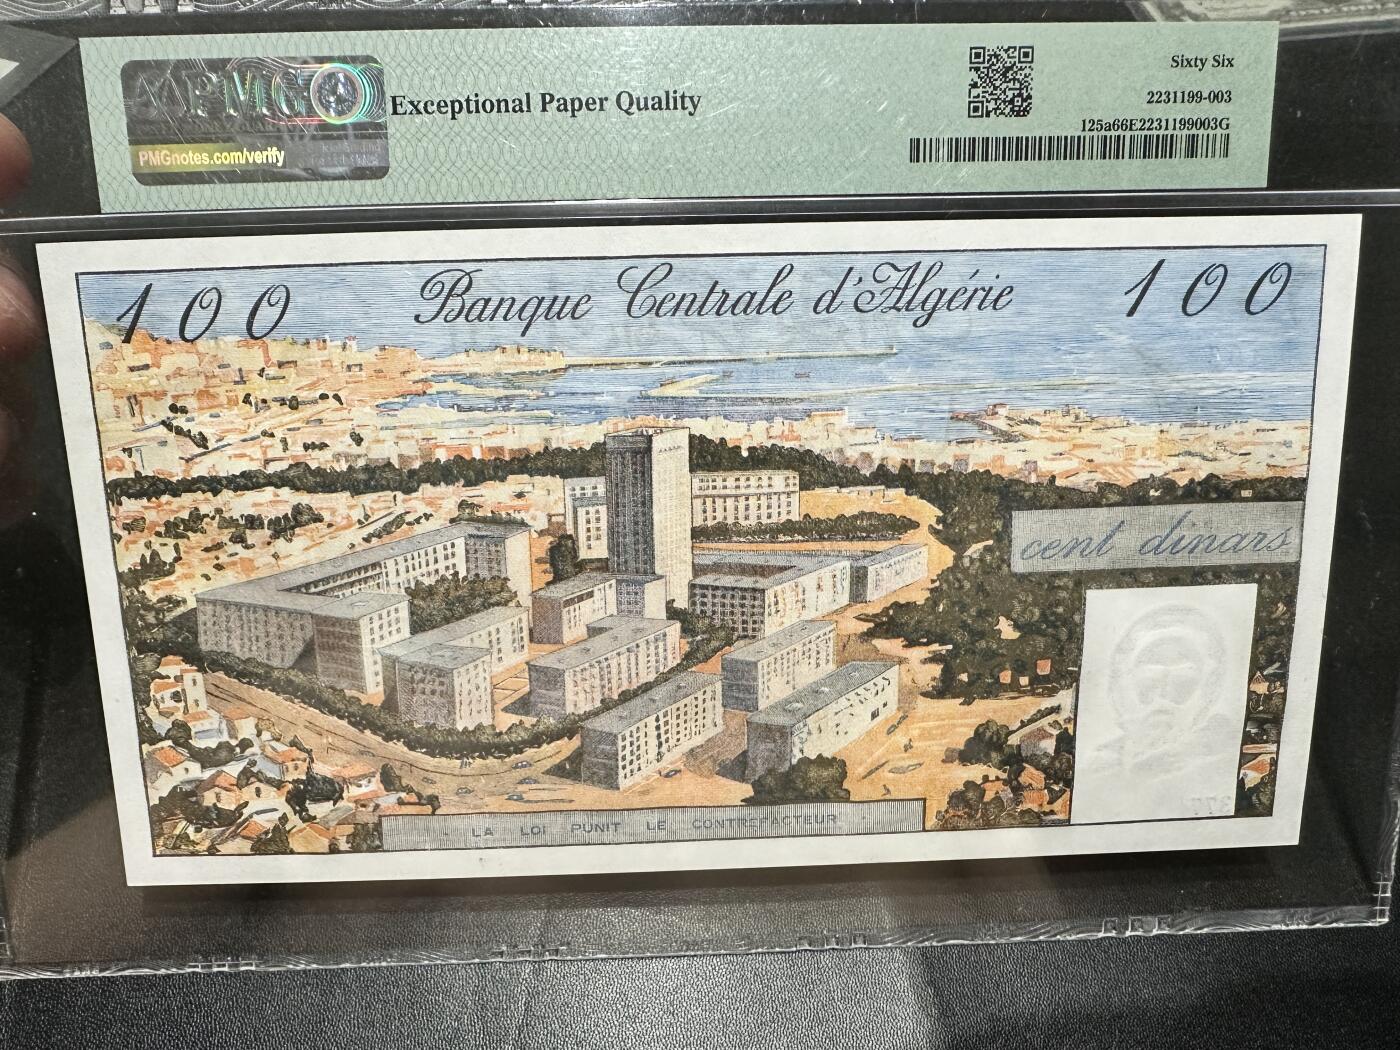 PMG
PMGnotes.com/verify
Exceptional Paper Quality
Sixty Six
2231199-003
125a66E2231199003G
100
Banque Centrale d'Algérie
100
cent dinars
LA LOI PUNIT LE CONTREFACTEUR